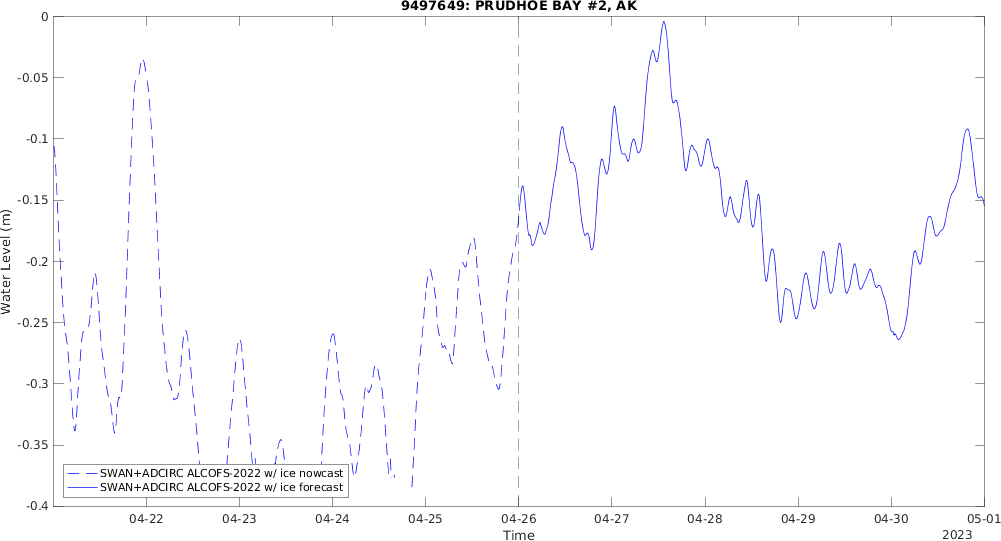 9497649: PRUDHOE BAY #2, AK
0
-0.05
-0.1
-0.15
-0.2
-0.25
-0.3
-0.35
-0.4
Water Level (m)
SWAN+ADCIRC ALCOFS-2022 w/ ice nowcast
SWAN+ADCIRC ALCOFS-2022 w/ ice forecast
04-22 04-23 04-24 04-25 04-26 04-27 04-28 04-29 04-30 05-01
Time
2023